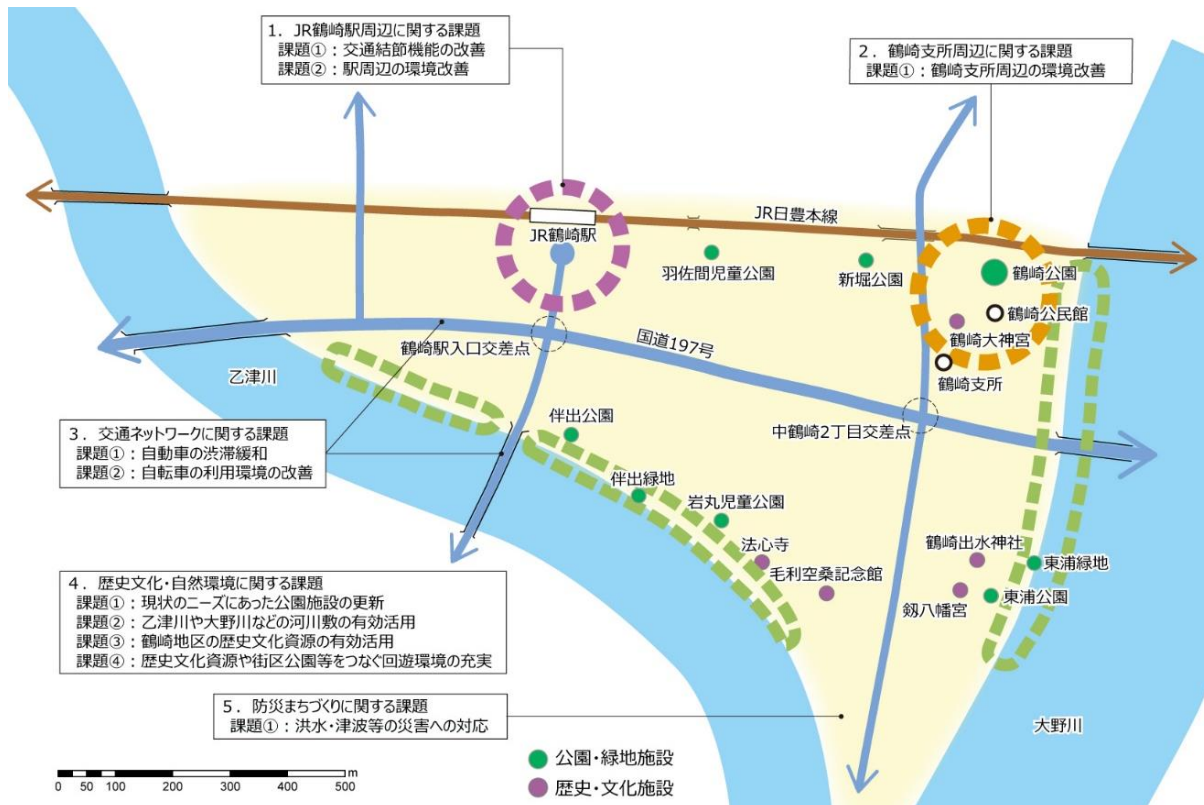 1．JR鶴崎駅周辺に関する課題
課題①：交通結節機能の改善
課題②：駅周辺の環境改善
2．鶴崎支所周辺に関する課題
課題①：鶴崎支所周辺の環境改善
JR日豊本線
JR鶴崎駅
羽佐間児童公園
新堀公園
鶴崎公園
鶴崎公民館
鶴崎大神宮
鶴崎支所
国道197号
鶴崎駅入口交差点
乙津川
中鶴崎2丁目交差点
3．交通ネットワークに関する課題
課題①：自動車の渋滞緩和
課題②：自転車の利用環境の改善
伴出公園
伴出緑地
岩丸児童公園
法心寺
毛利空桑記念館
鶴崎出水神社
東浦緑地
東浦公園
剱八幡宮
4．歴史文化・自然環境に関する課題
課題①：現状のニーズにあった公園施設の更新
課題②：乙津川や大野川などの河川敷の有効活用
課題③：鶴崎地区の歴史文化資源の有効活用
課題④：歴史文化資源や街区公園等をつなぐ回遊環境の充実
5．防災まちづくりに関する課題
課題①：洪水・津波等の災害への対応
大野川
公園・緑地施設
歴史・文化施設
m
0 50 100 200 300 400 500